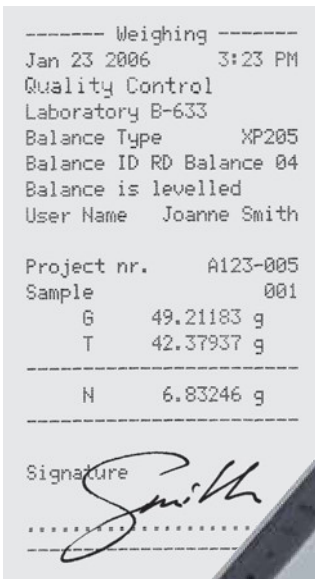 ------- Weighing -------
Jan 23 2006 3:23 PM
Quality Control
Laboratory B-633
Balance Type XP205
Balance ID RD Balance 04
Balance is levelled
User Name Joanne Smith
Project nr. A123-005
Sample 001
G 49.21183 g
T 42.37937 g
N 6.83246 g
Signature
Smith